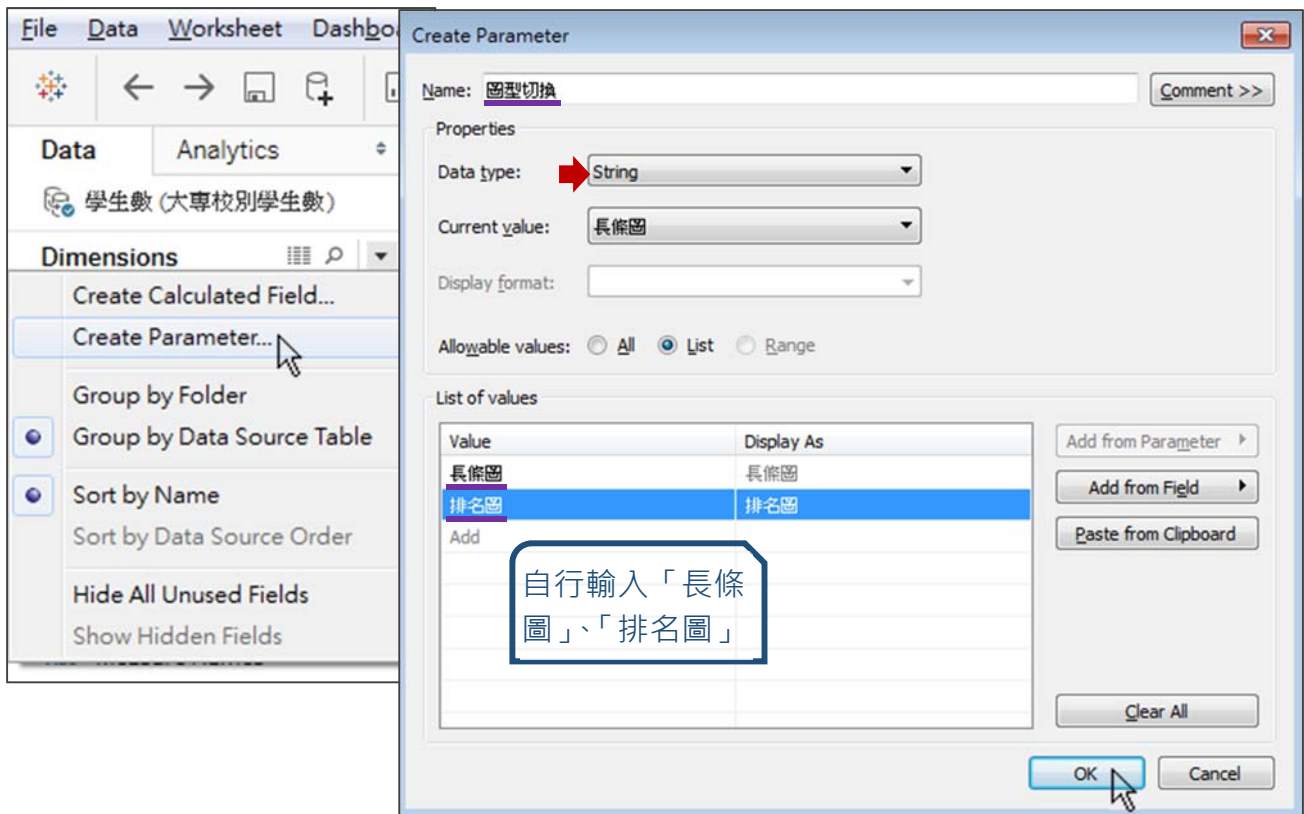 File Data Worksheet Dashbo
Data Analytics
學生數 (大專校別學生數)
Dimensions
Create Calculated Field...
Create Parameter...
Group by Folder
Group by Data Source Table
Sort by Name
Sort by Data Source Order
Hide All Unused Fields
Show Hidden Fields
Create Parameter
Name: 圖型切換 Comment >>
Properties
Data type: String
Current value: 長條圖
Display format:
Allowable values: All List Range
List of values
Value Display As
長條圖 長條圖
排名圖 排名圖
Add
自行輸入「長條
圖」、「排名圖」
Add from Parameter
Add from Field
Paste from Clipboard
Clear All
OK Cancel